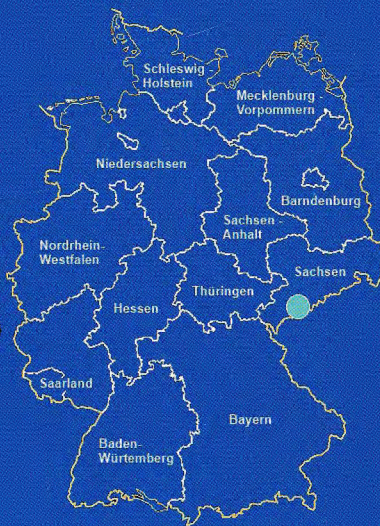 Schleswig -
Holstein
Mecklenburg -
Vorpommern
Niedersachsen
Barndenburg
Sachsen -
Anhalt
Nordrhein-
Westfalen
Sachsen
Thüringen
Hessen
Saarland
Bayern
Baden-
Würtemberg